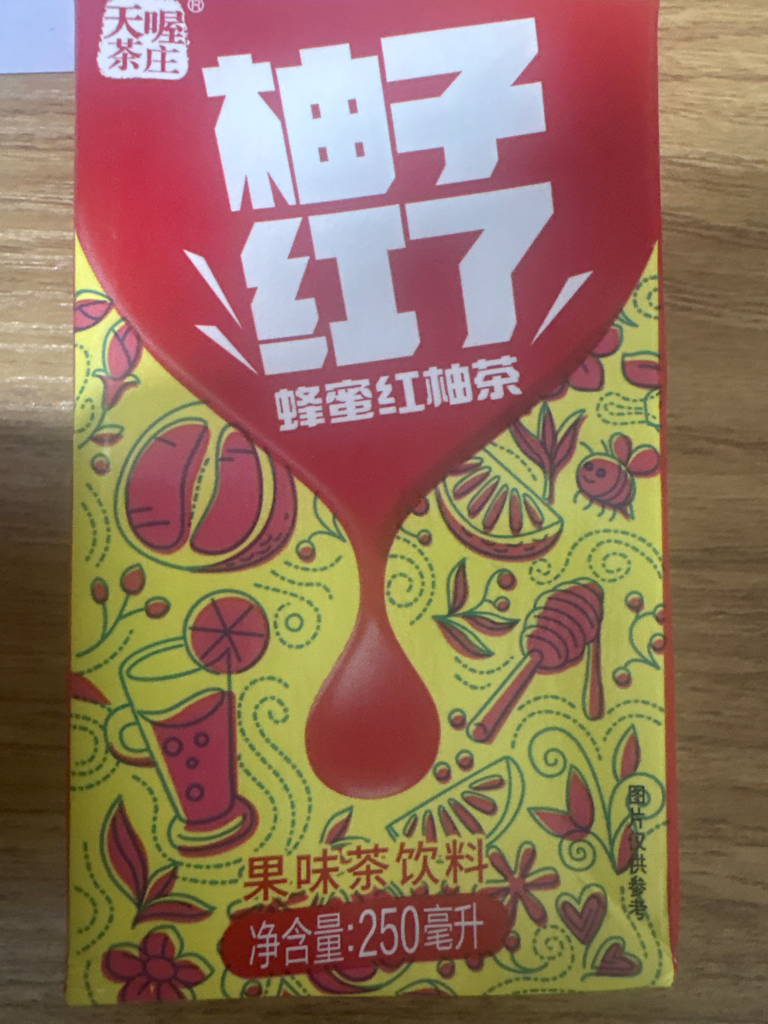 天喔®
茶庄
柚子
红了
蜂蜜红柚茶
图片仅供参考
果味茶饮料
净含量:250毫升